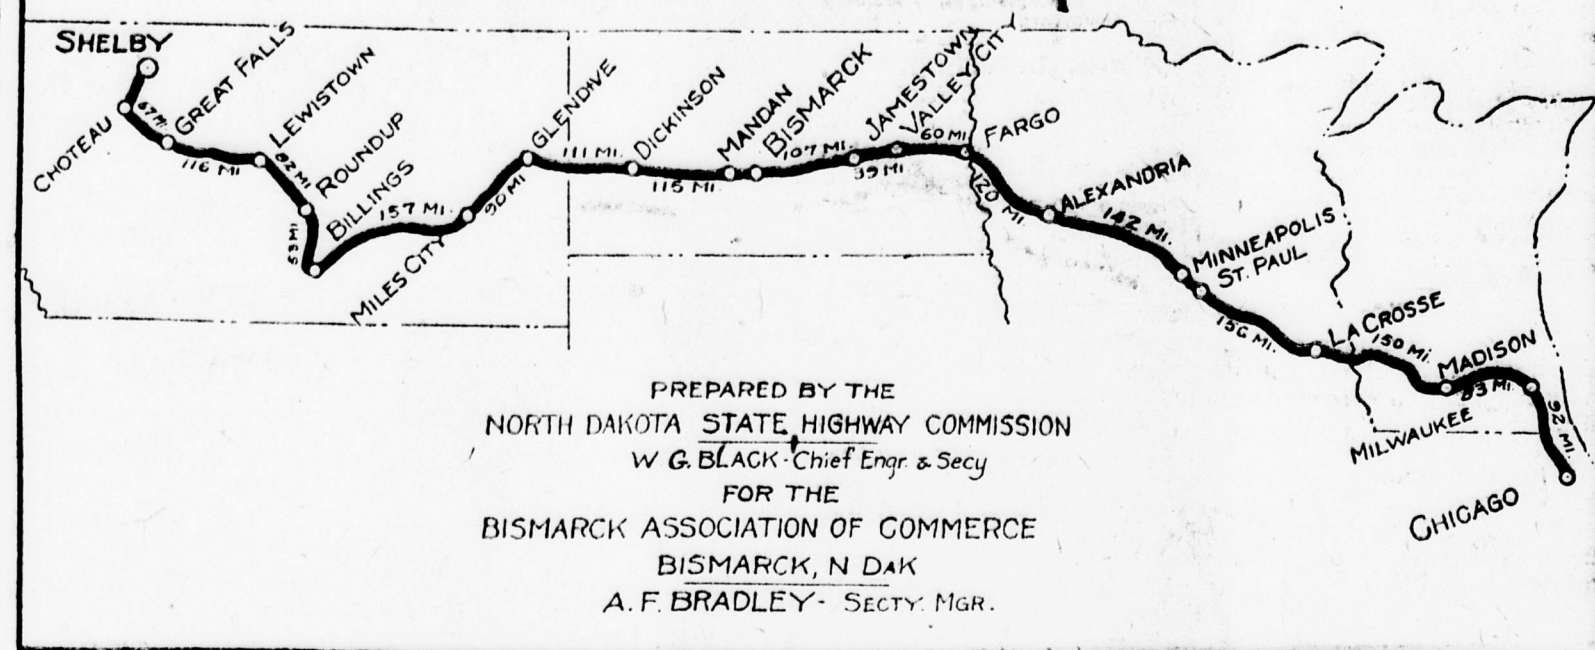 SHELBY
CHOTEAU
67 MI.
GREAT FALLS
116 MI
LEWISTOWN
82 MI
ROUNDUP
53 MI
BILLINGS
157 MI.
MILES CITY
90 MI
GLENDIVE
111 MI.
DICKINSON
115 MI.
MANDAN
BISMARCK
107 MI.
JAMESTOWN
39 MI
VALLEY CITY
60 MI.
FARGO
120 MI.
ALEXANDRIA
142 MI.
MINNEAPOLIS
ST. PAUL
156 MI.
LA CROSSE
150 Mi.
MADISON
83 MI.
MILWAUKEE
92 MI.
CHICAGO
PREPARED BY THE
NORTH DAKOTA STATE HIGHWAY COMMISSION
W G. BLACK - Chief Engr. & Secy
FOR THE
BISMARCK ASSOCIATION OF COMMERCE
BISMARCK, N DAK
A. F. BRADLEY - SECTY. MGR.